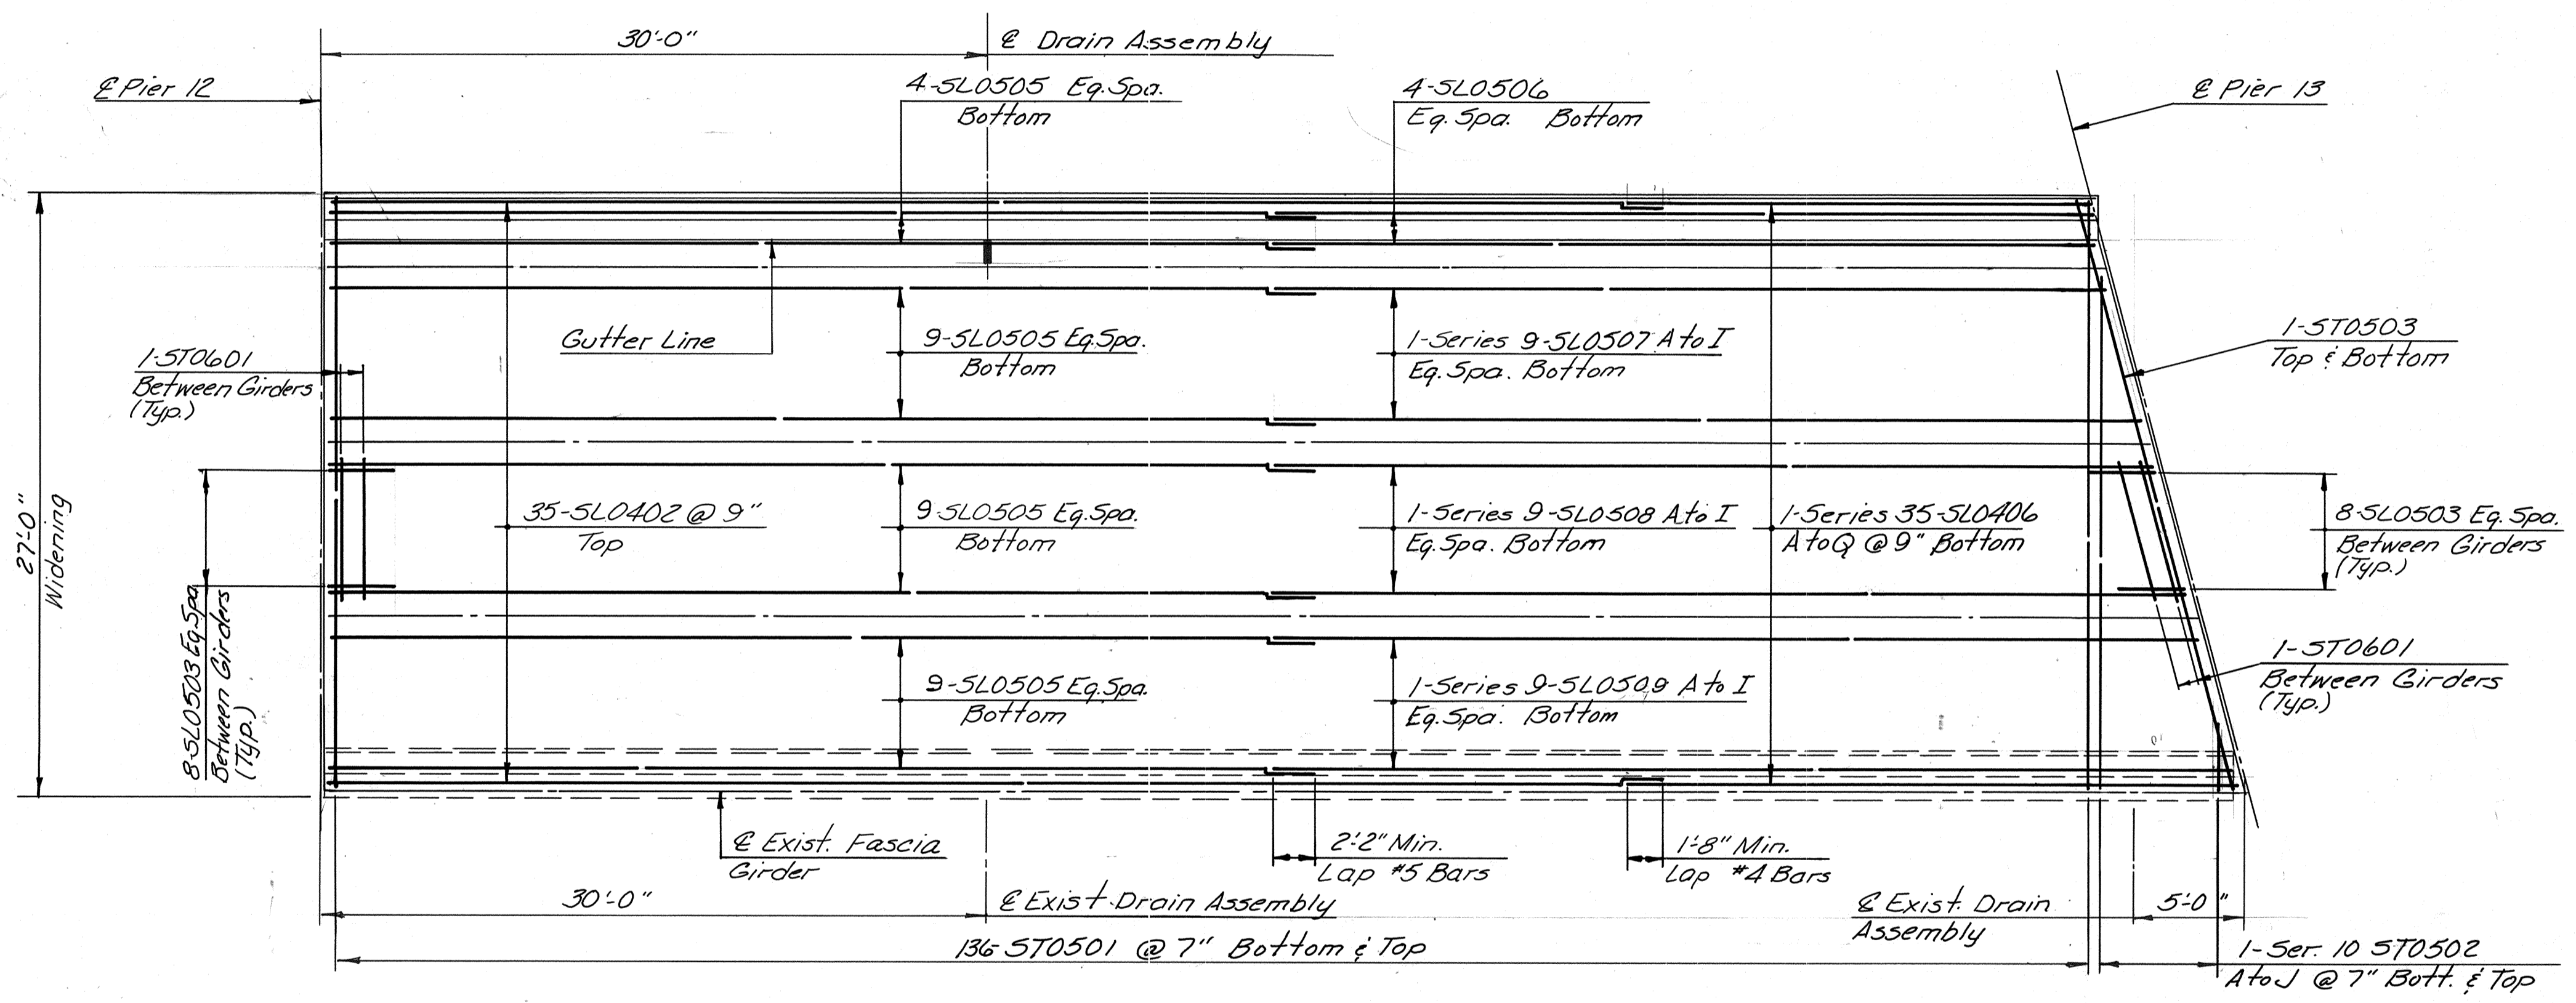 30'-0"
℄ Drain Assembly
℄ Pier 12
4-SL0505 Eq. Spa.
Bottom
4-SL0506
Eq. Spa. Bottom
℄ Pier 13
Gutter Line
9-SL0505 Eq. Spa.
Bottom
1-Series 9-SL0507 A to I
Eq. Spa. Bottom
1-ST0503
Top & Bottom
1-ST0601
Between Girders
(Typ.)
27'-0"
Widening
8-SL0503 Eq. Spa.
Between Girders
(Typ.)
35-SL0402 @ 9"
Top
9-SL0505 Eq. Spa.
Bottom
1-Series 9-SL0508 A to I
Eq. Spa. Bottom
1-Series 35-SL0406
A to Q @ 9" Bottom
8-SL0503 Eq. Spa.
Between Girders
(Typ.)
9-SL0505 Eq. Spa.
Bottom
1-Series 9-SL0509 A to I
Eq. Spa. Bottom
1-ST0601
Between Girders
(Typ.)
℄ Exist. Fascia
Girder
2'-2" Min.
Lap #5 Bars
1'-8" Min.
Lap #4 Bars
30'-0"
℄ Exist. Drain Assembly
℄ Exist. Drain
Assembly
5'-0"
136-ST0501 @ 7" Bottom & Top
1-Ser. 10 ST0502
A to J @ 7" Bott. & Top